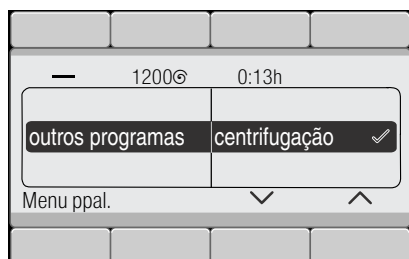 — 1200 0:13h
outros programas centrifugação ✓
Menu ppal.